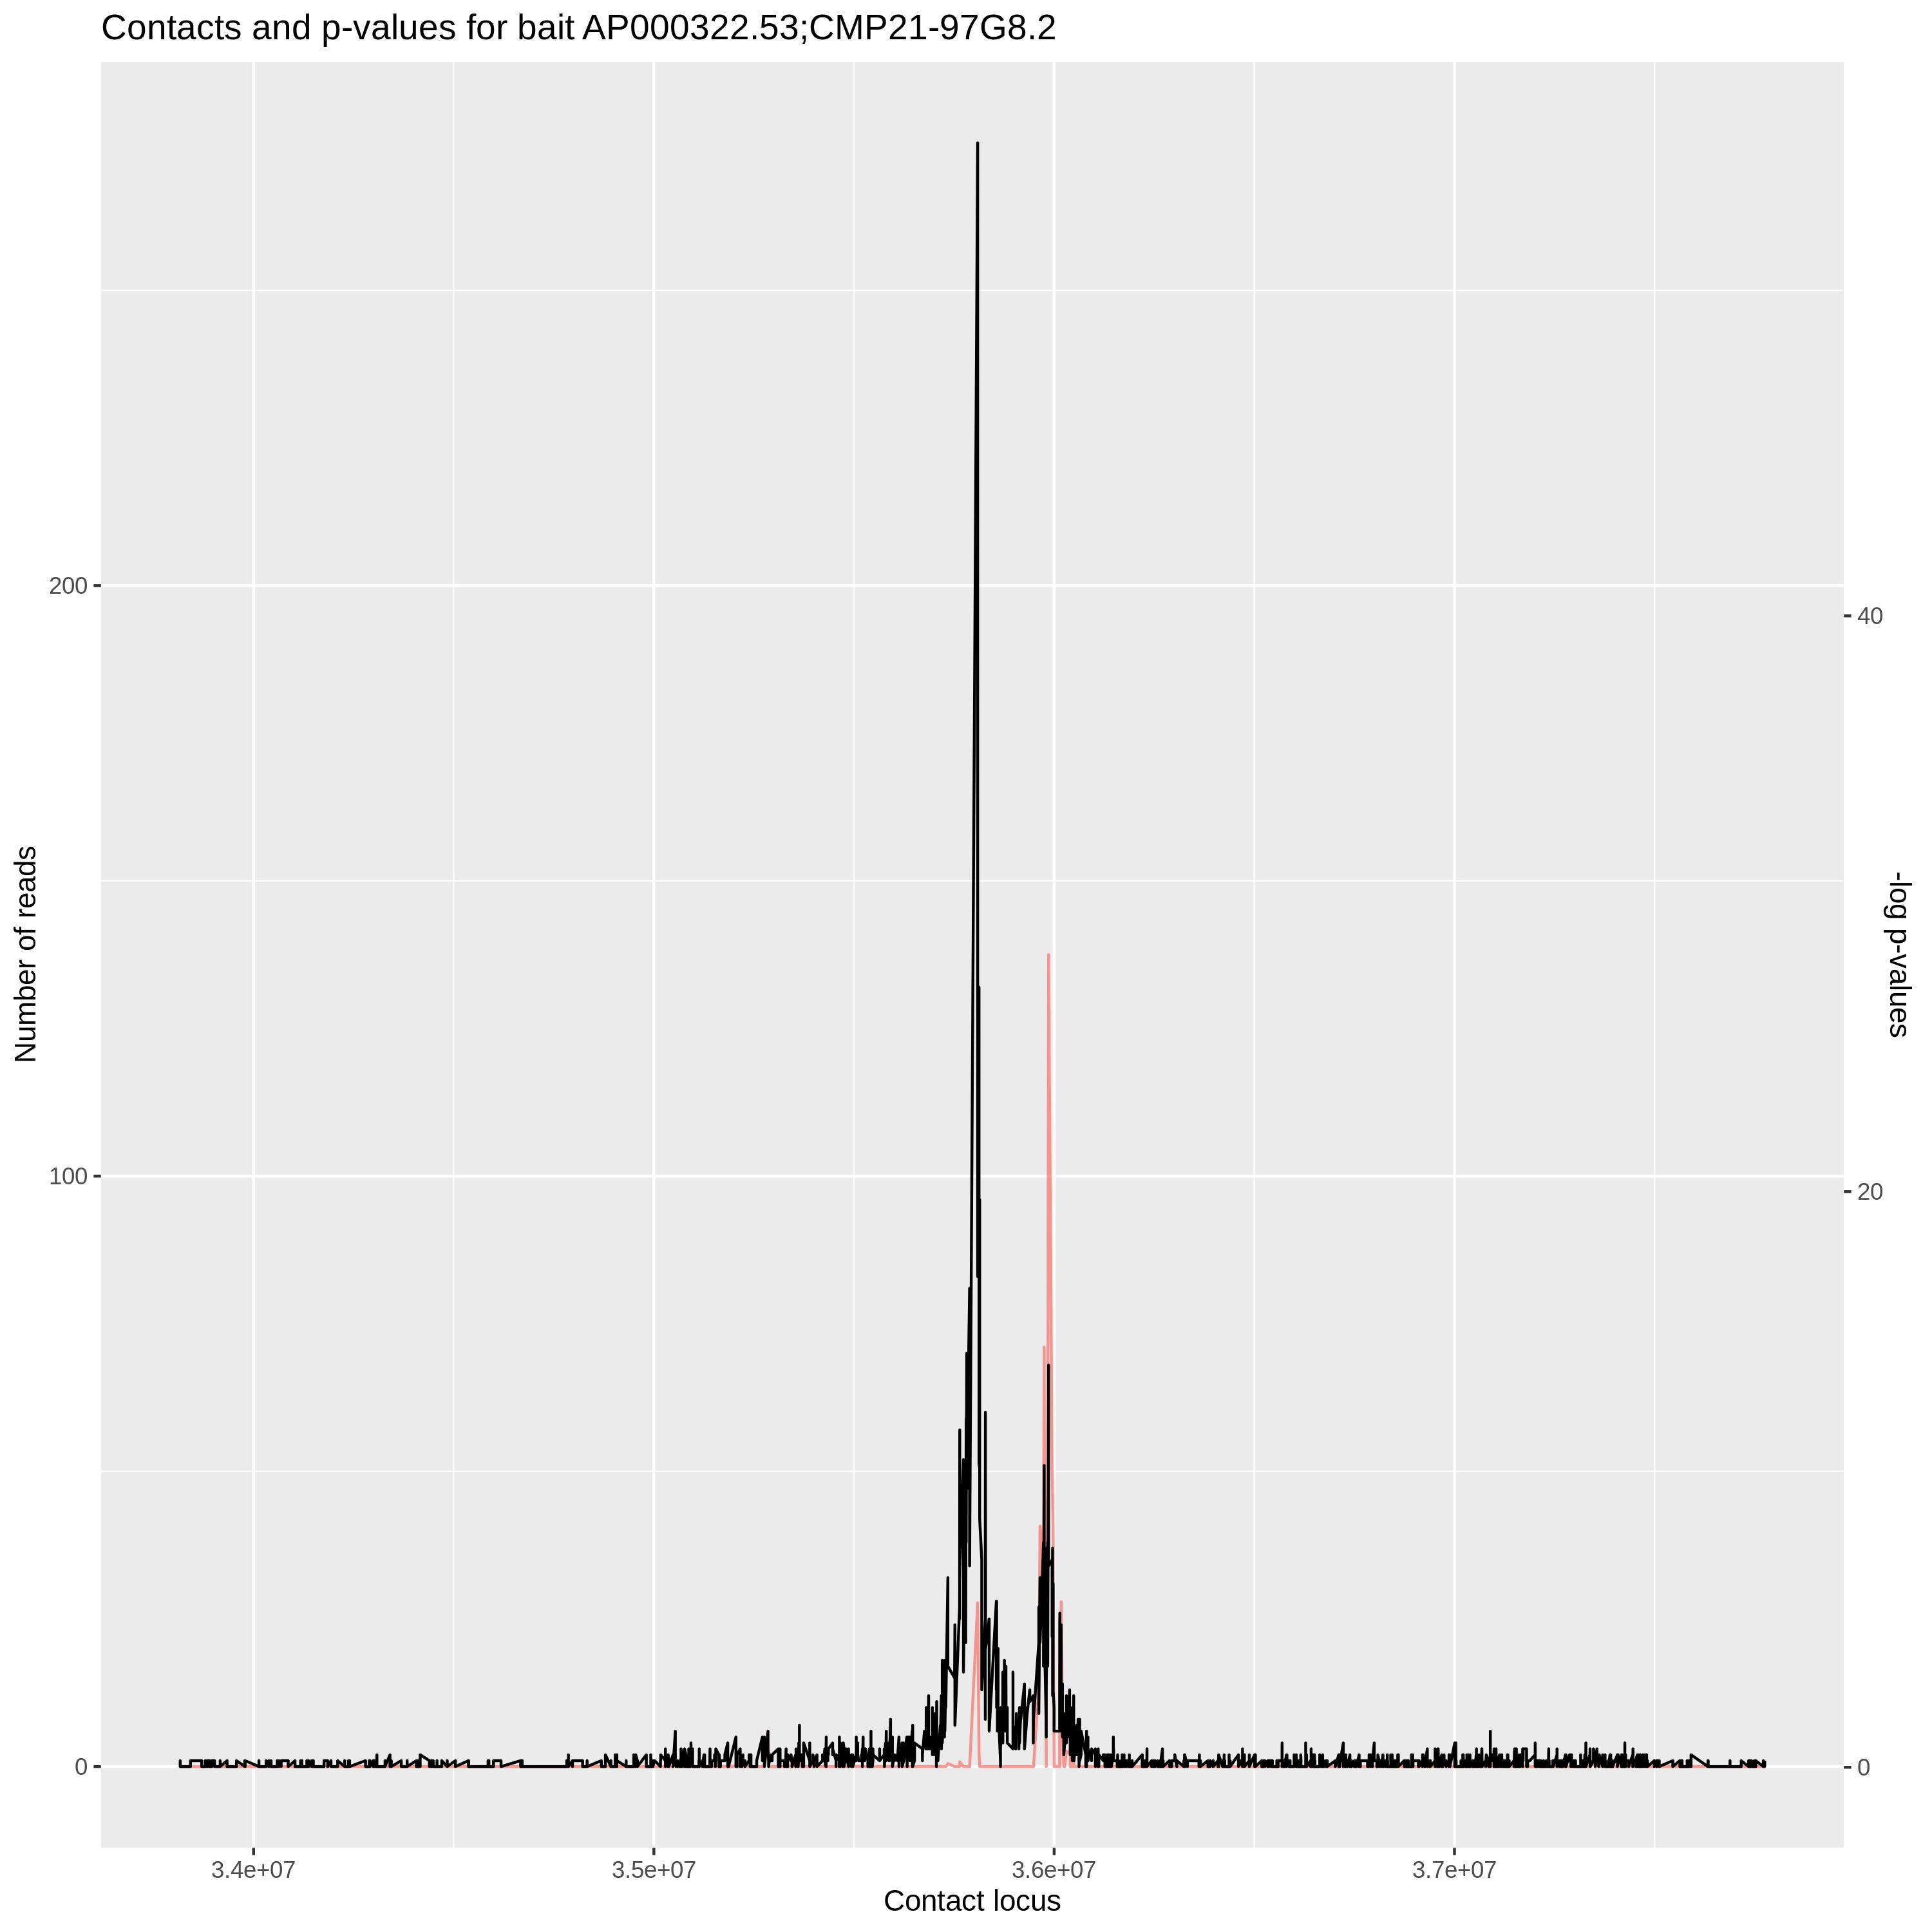 Contacts and p-values for bait AP000322.53;CMP21-97G8.2
200
100
0
Number of reads
40
20
0
-log p-values
3.4e+07
3.5e+07
3.6e+07
3.7e+07
Contact locus